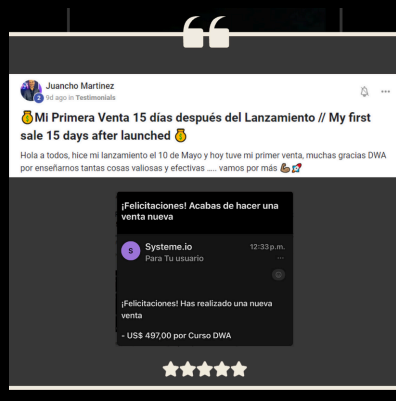 Juancho Martinez
2
9d ago in Testimonials
💰Mi Primera Venta 15 días después del Lanzamiento // My first
sale 15 days after launched 💰
Hola a todos, hice mi lanzamiento el 10 de Mayo y hoy tuve mi primer venta, muchas gracias DWA
por enseñarnos tantas cosas valiosas y efectivas ..... vamos por más 💪🏽🚀
¡Felicitaciones! Acabas de hacer una
venta nueva
S
Systeme.io
12:33 p.m.
Para Tu usuario
¡Felicitaciones! Has realizado una nueva
venta
- US$ 497,00 por Curso DWA